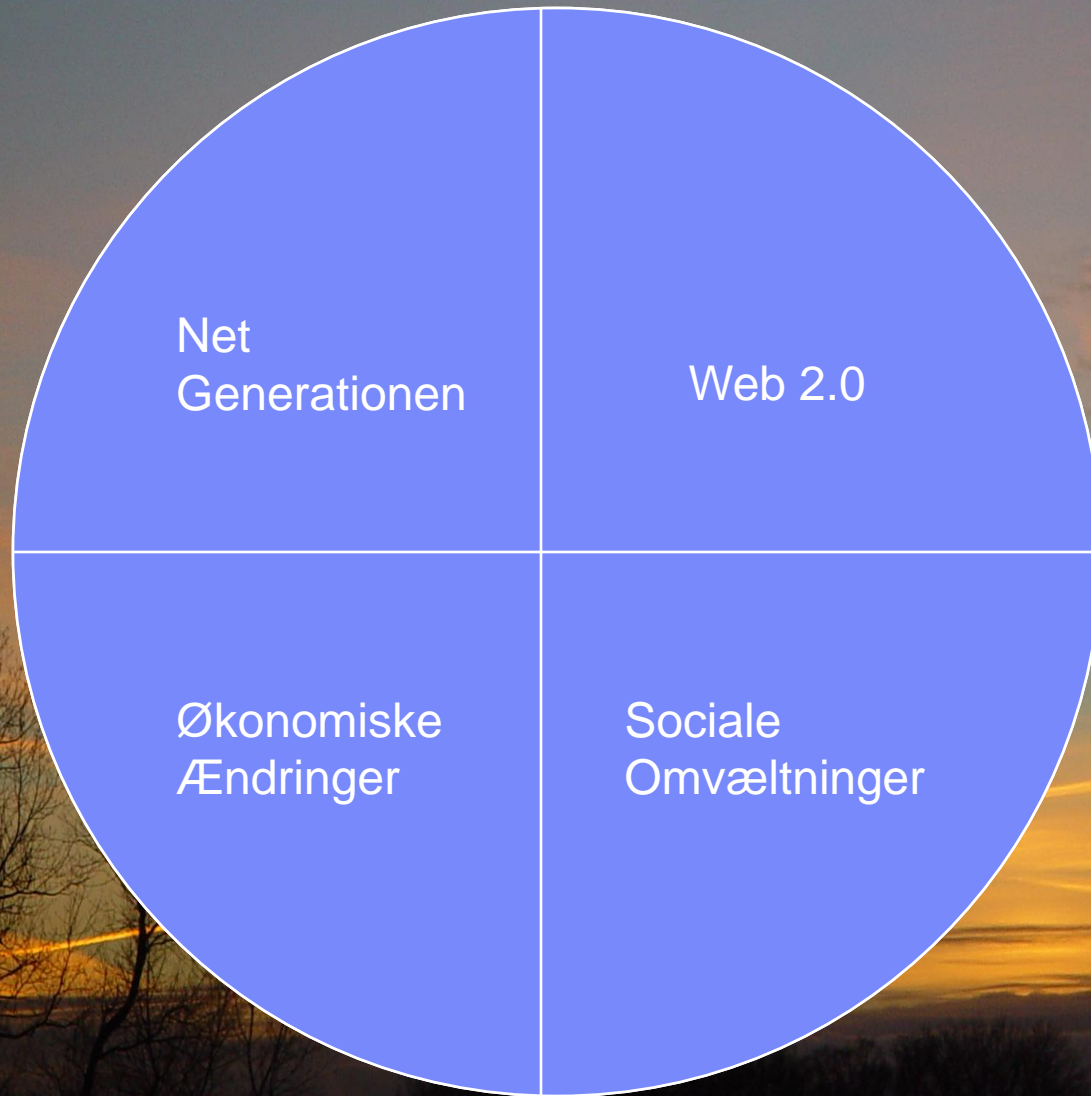 Net
Generationen
Web 2.0
Økonomiske
Ændringer
Sociale
Omvæltninger